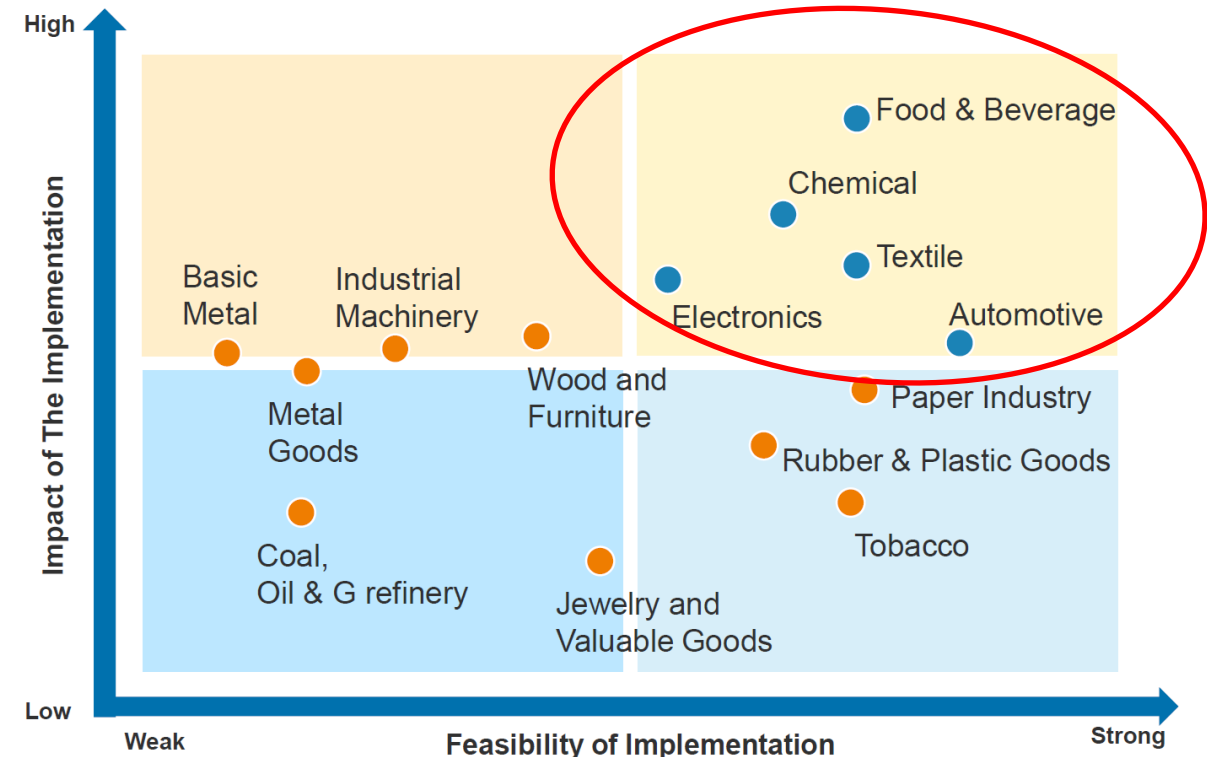 High
Food & Beverage
Chemical
Textile
Basic
Metal
Industrial
Machinery
Electronics
Automotive
Impact of The Implementation
Wood and
Furniture
Paper Industry
Metal
Goods
Rubber & Plastic Goods
Coal,
Oil & G refinery
Tobacco
Jewelry and
Valuable Goods
Low
Weak
Feasibility of Implementation
Strong